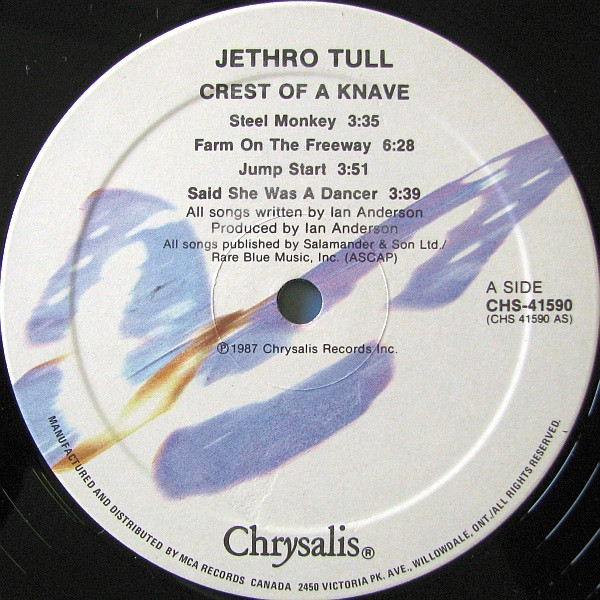 JETHRO TULL
CREST OF A KNAVE
Steel Monkey 3:35
Farm On The Freeway 6:28
Jump Start 3:51
Said She Was A Dancer 3:39
All songs written by Ian Anderson
Produced by Ian Anderson
All songs published by Salamander & Son Ltd./
Rare Blue Music, Inc. (ASCAP)
A SIDE
CHS-41590
(CHS 41590 AS)
℗1987 Chrysalis Records Inc.
Chrysalis®
MANUFACTURED AND DISTRIBUTED BY MCA RECORDS CANADA 2450 VICTORIA PK. AVE., WILLOWDALE, ONT./ALL RIGHTS RESERVED.